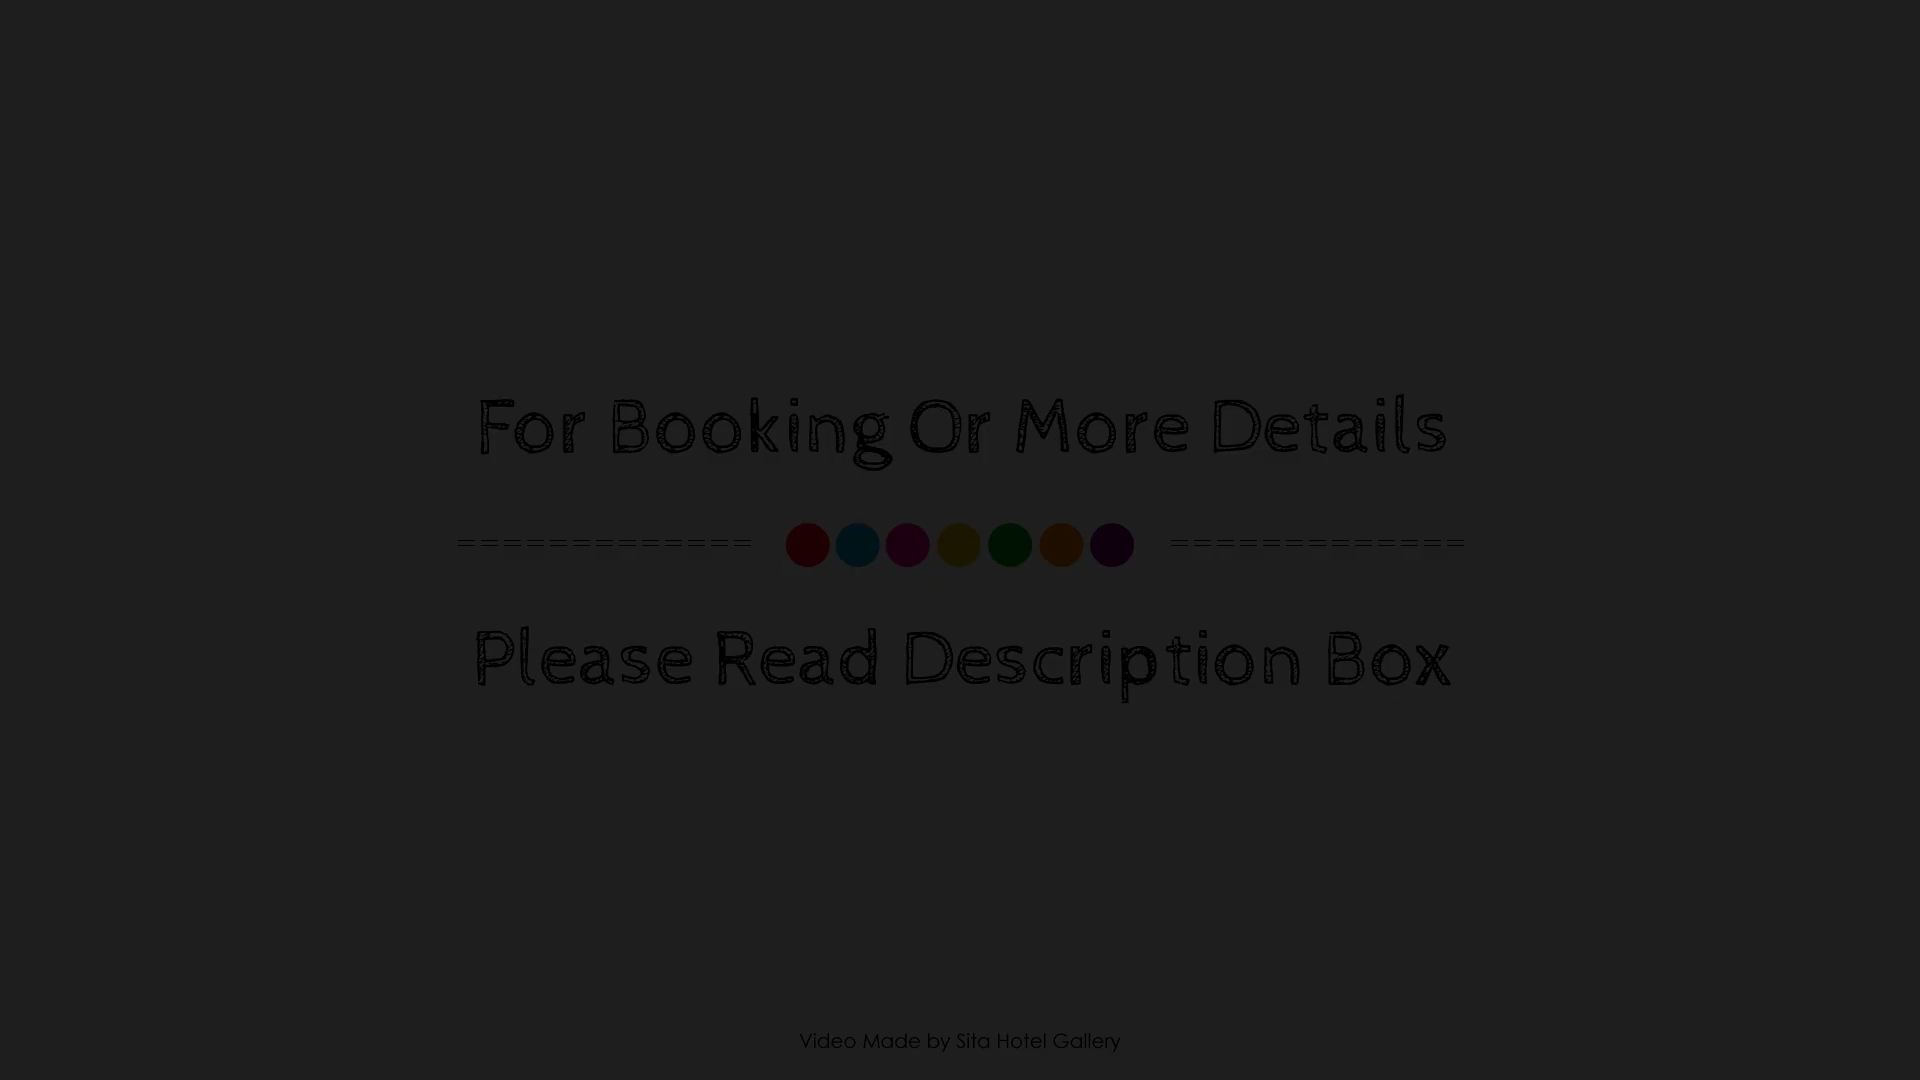 For Booking Or More Details
============= =============
Please Read Description Box
Video Made by Sita Hotel Gallery